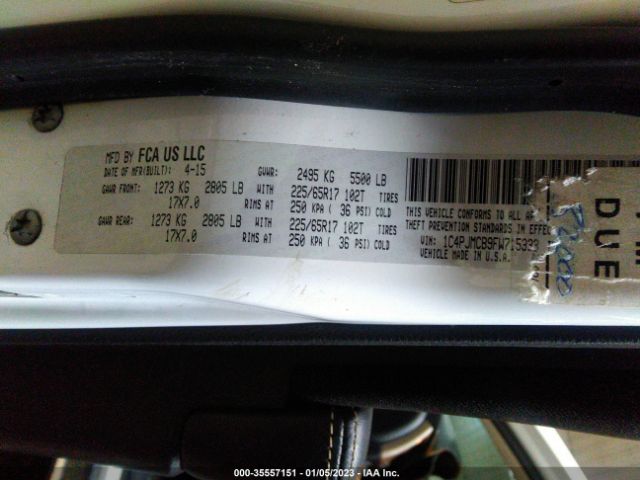 MFD BY FCA US LLC
DATE OF MFR(BUILT): 4-15 GVWR: 2495 KG 5500 LB
GAWR FRONT: 1273 KG 2805 LB WITH 225/65R17 102T TIRES
17X7.0 RIMS AT 250 KPA ( 36 PSI) COLD
GAWR REAR: 1273 KG 2805 LB WITH 225/65R17 102T TIRES
17X7.0 RIMS AT 250 KPA ( 36 PSI) COLD
THIS VEHICLE CONFORMS TO ALL
THEFT PREVENTION STANDARDS IN
VIN: 1C4PJMCB9FW715333
VEHICLE MADE IN U.S.A.
DUE
000-35557151 — 01/05/2023 — IAA Inc.